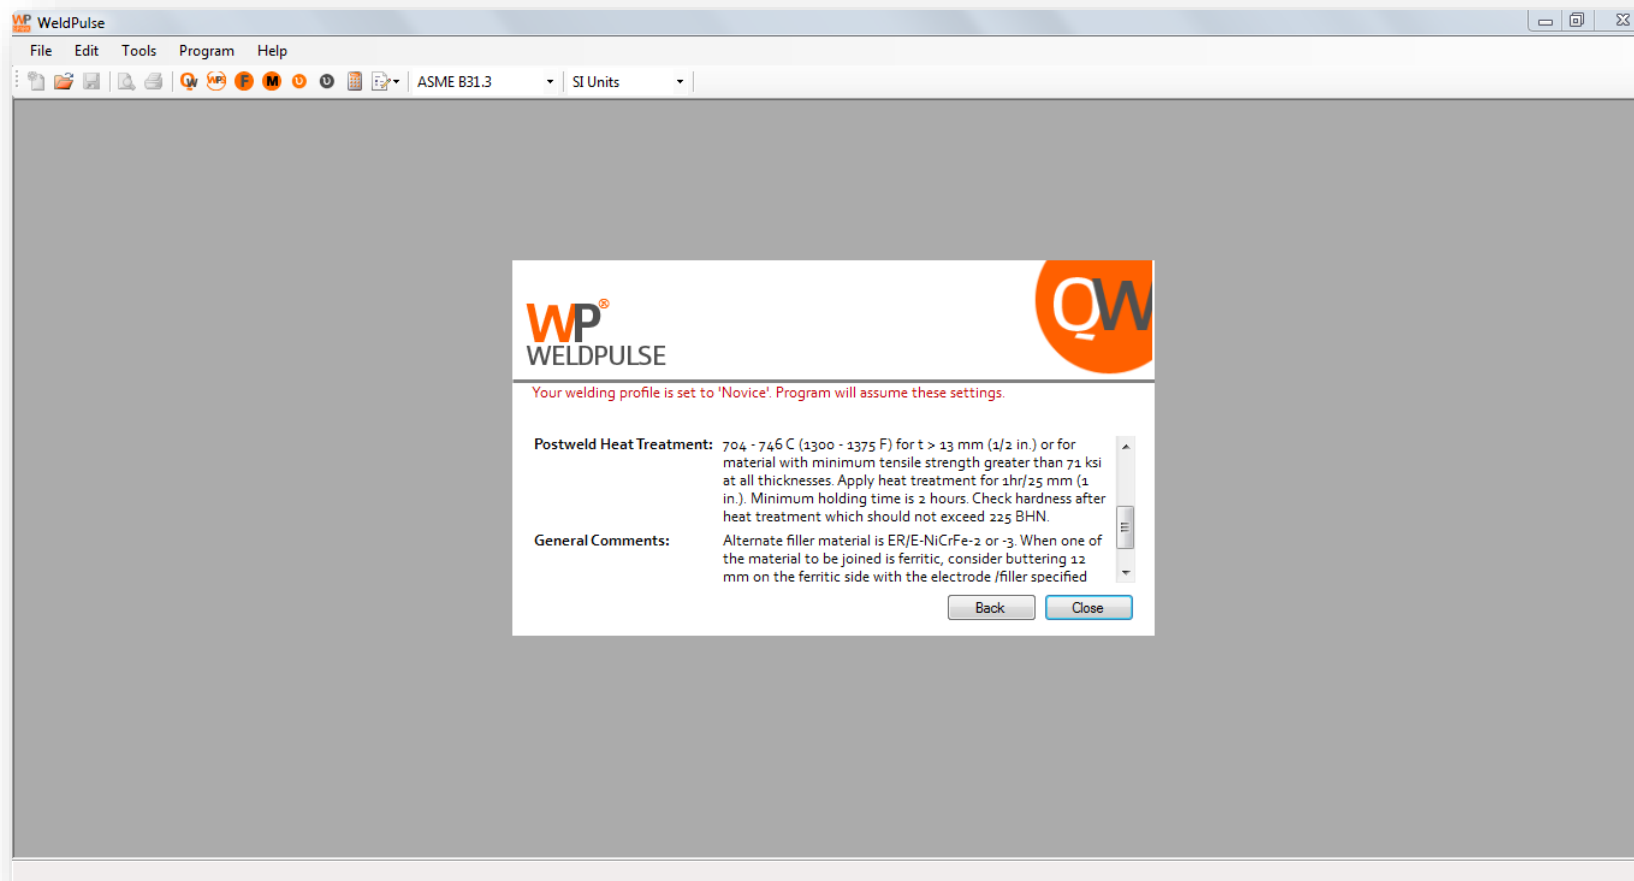 WP WeldPulse
File Edit Tools Program Help
QW WPS F M ASME B31.3 SI Units
QW
WP®
WELDPULSE
Your welding profile is set to 'Novice'. Program will assume these settings.
Postweld Heat Treatment: 704 - 746 C (1300 - 1375 F) for t > 13 mm (1/2 in.) or for
material with minimum tensile strength greater than 71 ksi
at all thicknesses. Apply heat treatment for 1hr/25 mm (1
in.). Minimum holding time is 2 hours. Check hardness after
heat treatment which should not exceed 225 BHN.
General Comments: Alternate filler material is ER/E-NiCrFe-2 or -3. When one of
the material to be joined is ferritic, consider buttering 12
mm on the ferritic side with the electrode /filler specified
Back Close